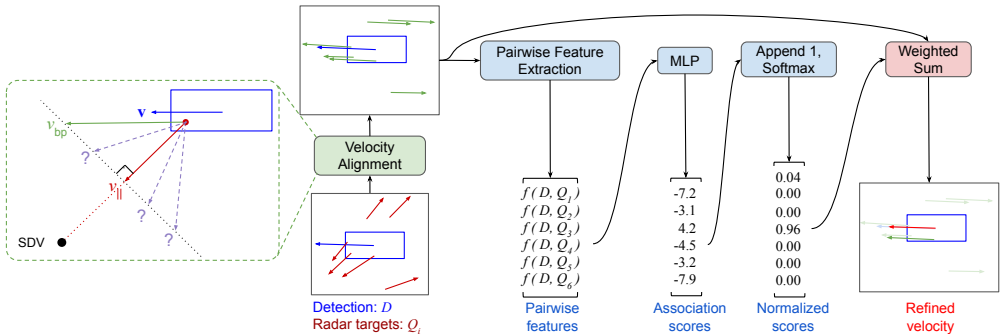 v
v_bp
?
v_||
?
?
SDV
Velocity
Alignment
Detection: D
Radar targets: Q_i
Pairwise Feature
Extraction
f(D, Q_1)
f(D, Q_2)
f(D, Q_3)
f(D, Q_4)
f(D, Q_5)
f(D, Q_6)
Pairwise
features
MLP
-7.2
-3.1
4.2
-4.5
-3.2
-7.9
Association
scores
Append 1,
Softmax
0.04
0.00
0.00
0.96
0.00
0.00
0.00
Normalized
scores
Weighted
Sum
Refined
velocity